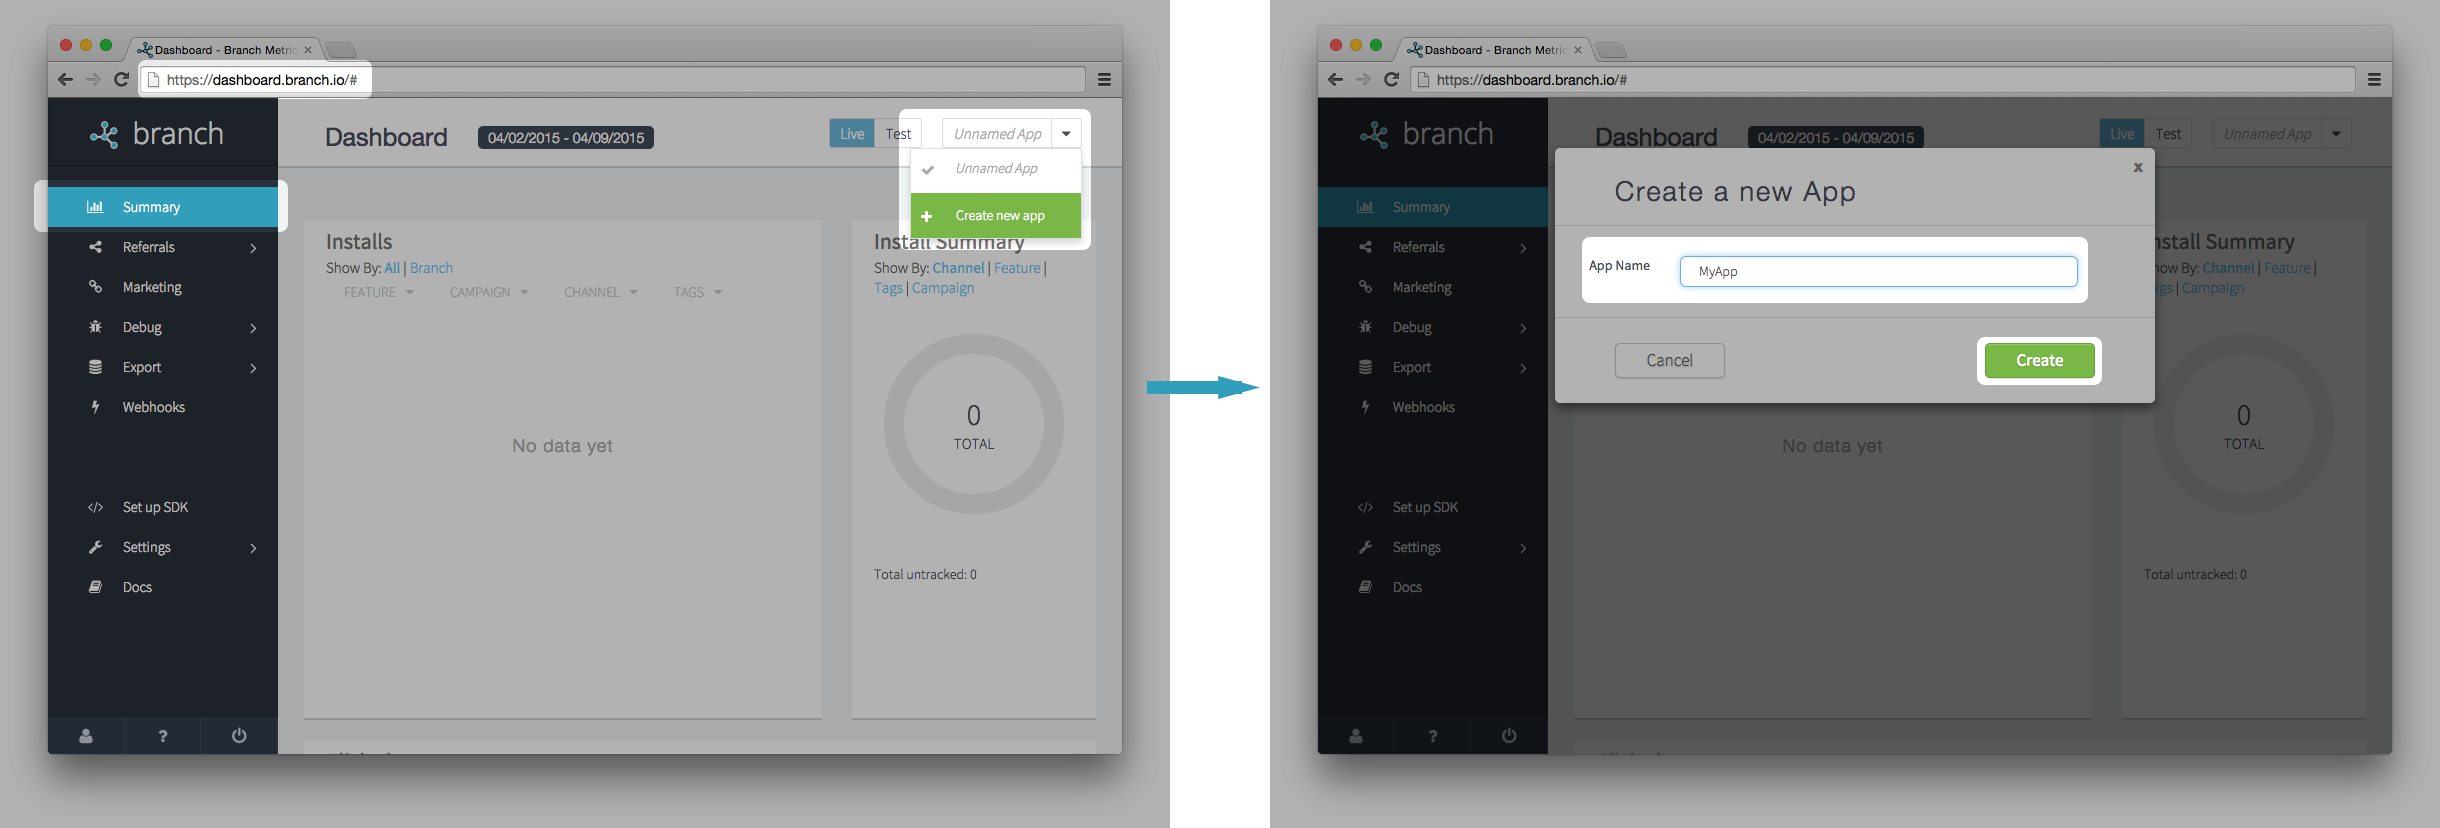 Dashboard - Branch Metric
https://dashboard.branch.io/#
branch
Dashboard
04/02/2015 - 04/09/2015
Live
Test
Unnamed App
Unnamed App
Create new app
Summary
Referrals
Marketing
Debug
Export
Webhooks
Set up SDK
Settings
Docs
?
Installs
Show By: All | Branch
FEATURE
CAMPAIGN
CHANNEL
TAGS
No data yet
Install Summary
Show By: Channel | Feature |
Tags | Campaign
0
TOTAL
Total untracked: 0
Dashboard - Branch Metric
https://dashboard.branch.io/#
branch
Dashboard
04/02/2015 - 04/09/2015
Live
Test
Unnamed App
Summary
Referrals
Marketing
Debug
Export
Webhooks
Set up SDK
Settings
Docs
?
Create a new App
x
App Name
MyApp
Cancel
Create
No data yet
Summary
Channel | Feature |
| Campaign
0
TOTAL
Total untracked: 0